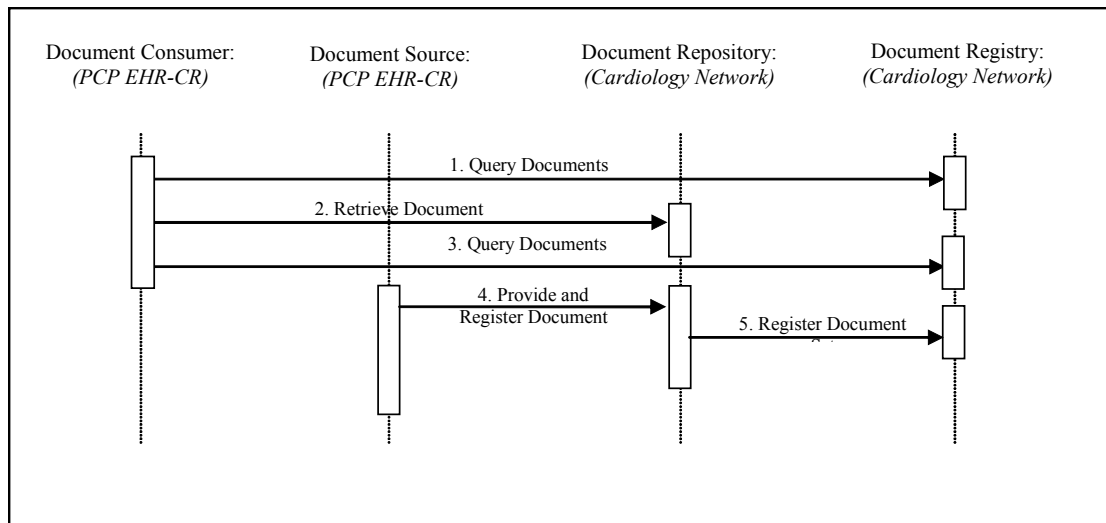 Document Consumer:
(PCP EHR-CR)
Document Source:
(PCP EHR-CR)
Document Repository:
(Cardiology Network)
Document Registry:
(Cardiology Network)
1. Query Documents
2. Retrieve Document
3. Query Documents
4. Provide and
Register Document
5. Register Document